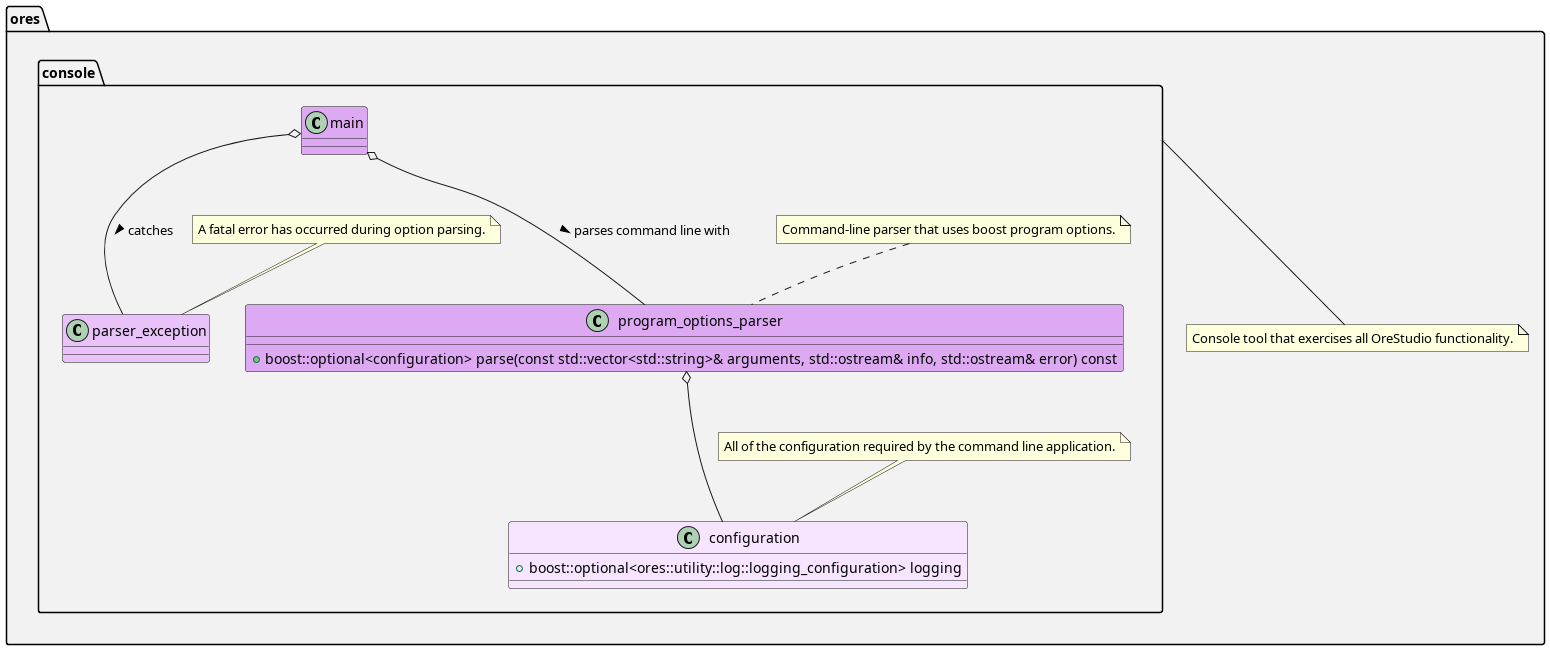 ores
console
C main
catches
A fatal error has occurred during option parsing.
parses command line with
Command-line parser that uses boost program options.
C parser_exception
C program_options_parser
boost::optional<configuration> parse(const std::vector<std::string>& arguments, std::ostream& info, std::ostream& error) const
Console tool that exercises all OreStudio functionality.
All of the configuration required by the command line application.
C configuration
boost::optional<ores::utility::log::logging_configuration> logging